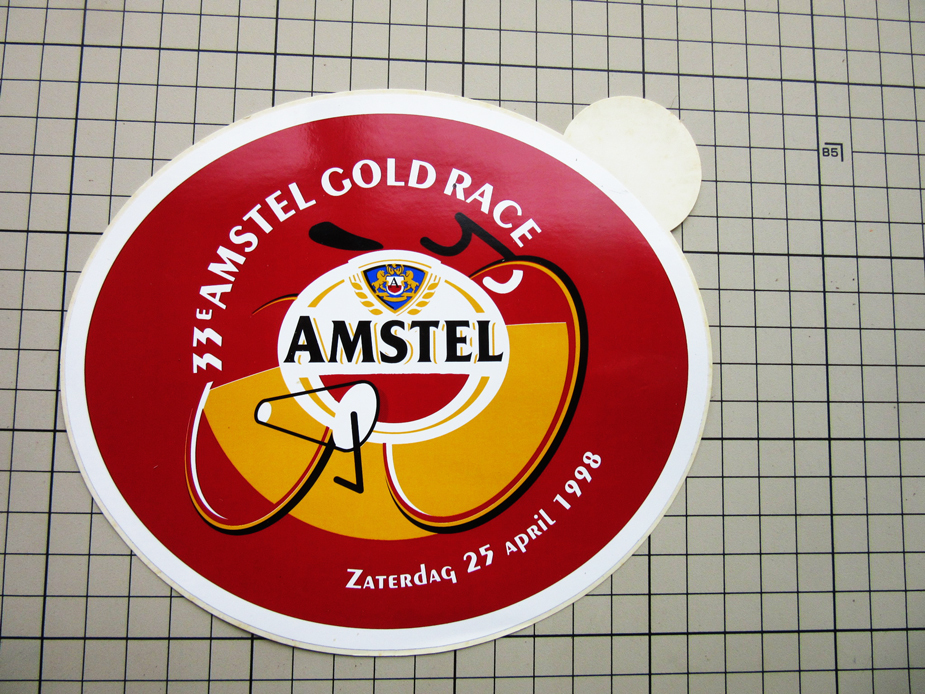 33E AMSTEL GOLD RACE
A
AMSTEL
ZATERDAG 25 APRIL 1998
85